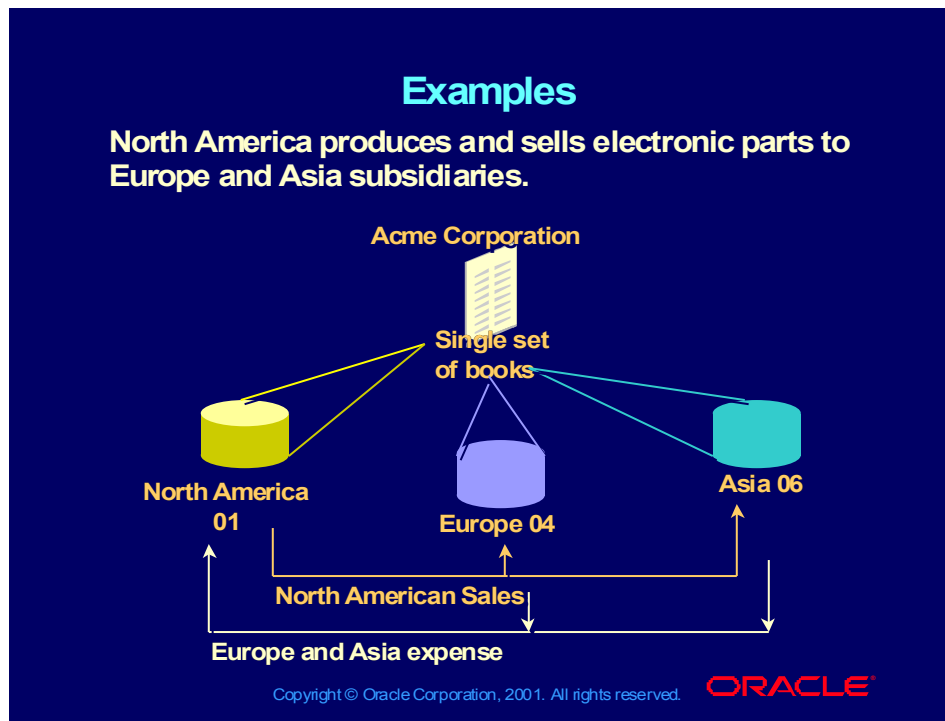 Examples
North America produces and sells electronic parts to
Europe and Asia subsidiaries.
Acme Corporation
Single set
of books
North America
01
Europe 04
Asia 06
North American Sales
Europe and Asia expense
Copyright © Oracle Corporation, 2001. All rights reserved.
ORACLE®